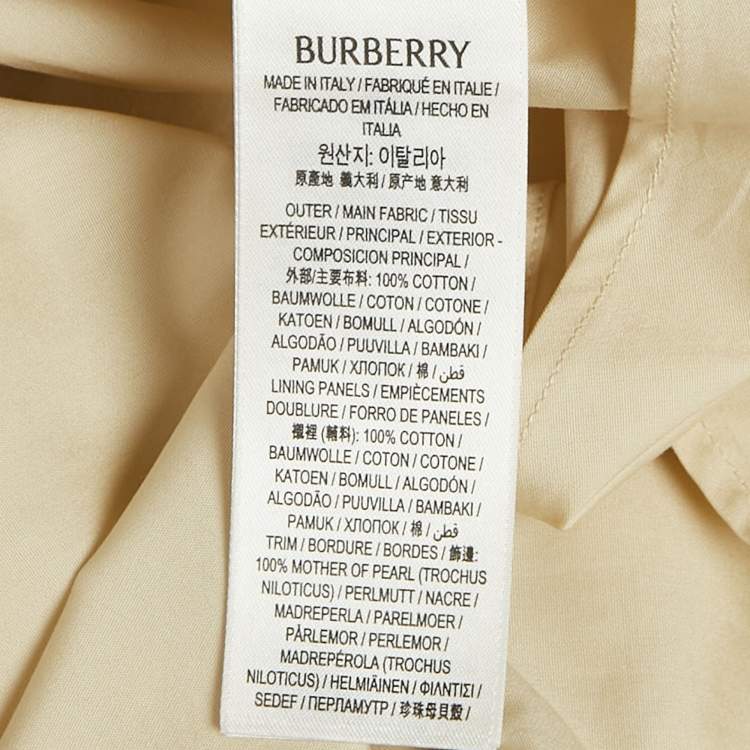 BURBERRY
MADE IN ITALY / FABRIQUÉ EN ITALIE /
FABRICADO EM ITÁLIA / HECHO EN
ITALIA
원산지: 이탈리아
原產地 義大利 / 原产地 意大利
OUTER / MAIN FABRIC / TISSU
EXTÉRIEUR / PRINCIPAL / EXTERIOR -
COMPOSICION PRINCIPAL /
外部/主要布料: 100% COTTON /
BAUMWOLLE / COTON / COTONE /
KATOEN / BOMULL / ALGODÓN /
ALGODÃO / PUUVILLA / BAMBAKI /
PAMUK / ХЛОПОК / 棉 / قطن /
LINING PANELS / EMPIÈCEMENTS
DOUBLURE / FORRO DE PANELES /
襯裡 (輔料): 100% COTTON /
BAUMWOLLE / COTON / COTONE /
KATOEN / BOMULL / ALGODÓN /
ALGODÃO / PUUVILLA / BAMBAKI /
PAMUK / ХЛОПОК / 棉 / قطن /
TRIM / BORDURE / BORDES / 飾邊:
100% MOTHER OF PEARL (TROCHUS
NILOTICUS) / PERLMUTT / NACRE /
MADREPERLA / PARELMOER /
PÄRLEMOR / PERLEMOR /
MADREPÉROLA (TROCHUS
NILOTICUS) / HELMIÄINEN / ΦΙΛΝΤΙΣΙ /
SEDEF / ПЕРЛАМУТР / 珍珠母貝殼 /